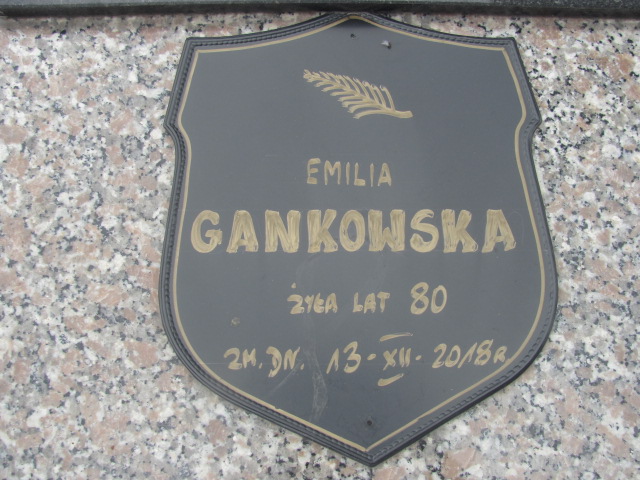 EMILIA
GANKOWSKA
ŻYŁA LAT 80
ZM. DN. 13-XII-2018R